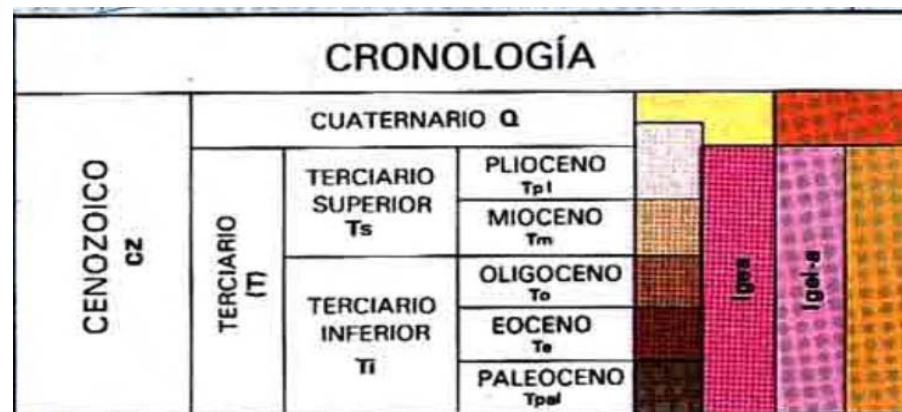 CRONOLOGÍA
CENOZOICO
CZ
CUATERNARIO Q
TERCIARIO
(T)
TERCIARIO
SUPERIOR
Ts
PLIOCENO
Tpl
MIOCENO
Tm
TERCIARIO
INFERIOR
Ti
OLIGOCENO
To
EOCENO
Te
PALEOCENO
Tpal
Igea
Igei-a